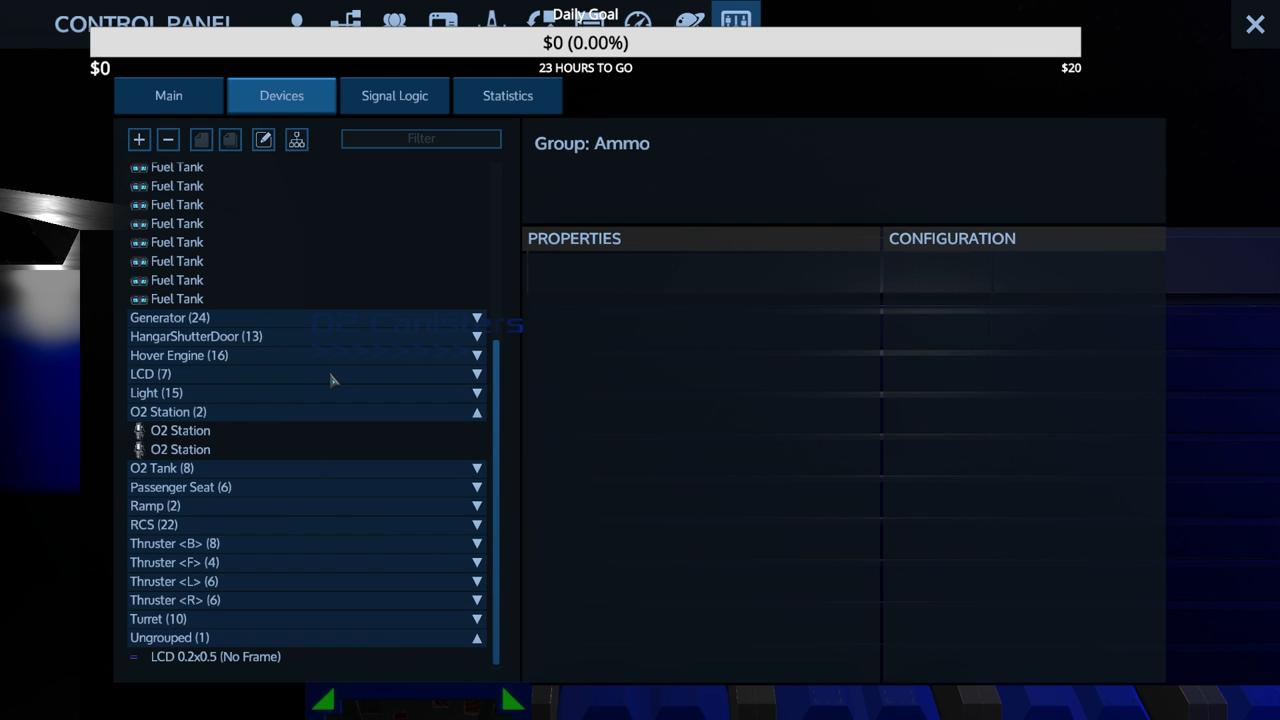 CONTROL PANEL
Daily Goal
$0 (0.00%)
$0
23 HOURS TO GO
$20
Main
Devices
Signal Logic
Statistics
Filter
Group: Ammo
PROPERTIES
CONFIGURATION
Fuel Tank
Fuel Tank
Fuel Tank
Fuel Tank
Fuel Tank
Fuel Tank
Fuel Tank
Fuel Tank
Generator (24)
O2 Canisters
HangarShutterDoor (13)
Hover Engine (16)
LCD (7)
Light (15)
O2 Station (2)
O2 Station
O2 Station
O2 Tank (8)
Passenger Seat (6)
Ramp (2)
RCS (22)
Thruster <B> (8)
Thruster <F> (4)
Thruster <L> (6)
Thruster <R> (6)
Turret (10)
Ungrouped (1)
LCD 0.2x0.5 (No Frame)